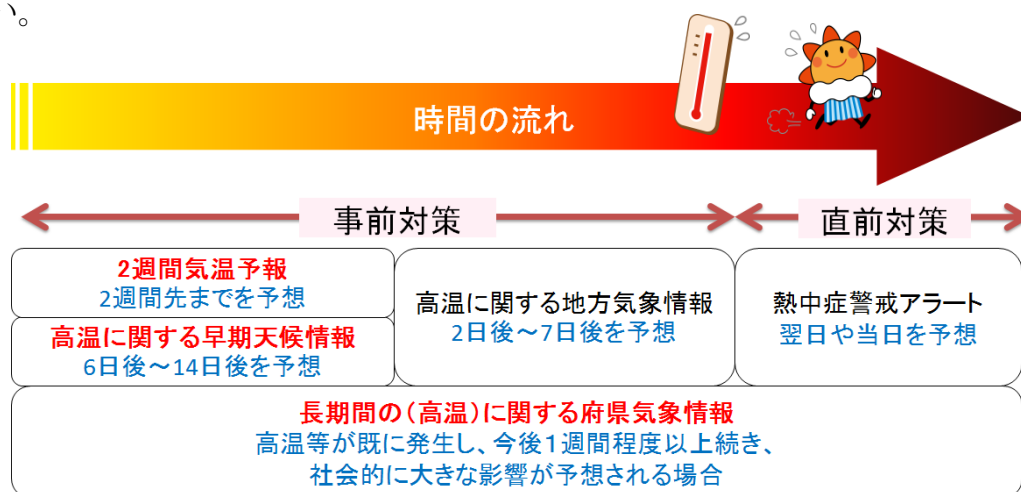 、。
時間の流れ
事前対策
直前対策
2週間気温予報
2週間先までを予想
高温に関する早期天候情報
6日後～14日後を予想
高温に関する地方気象情報
2日後～7日後を予想
熱中症警戒アラート
翌日や当日を予想
長期間の(高温)に関する府県気象情報
高温等が既に発生し、今後1週間程度以上続き、
社会的に大きな影響が予想される場合